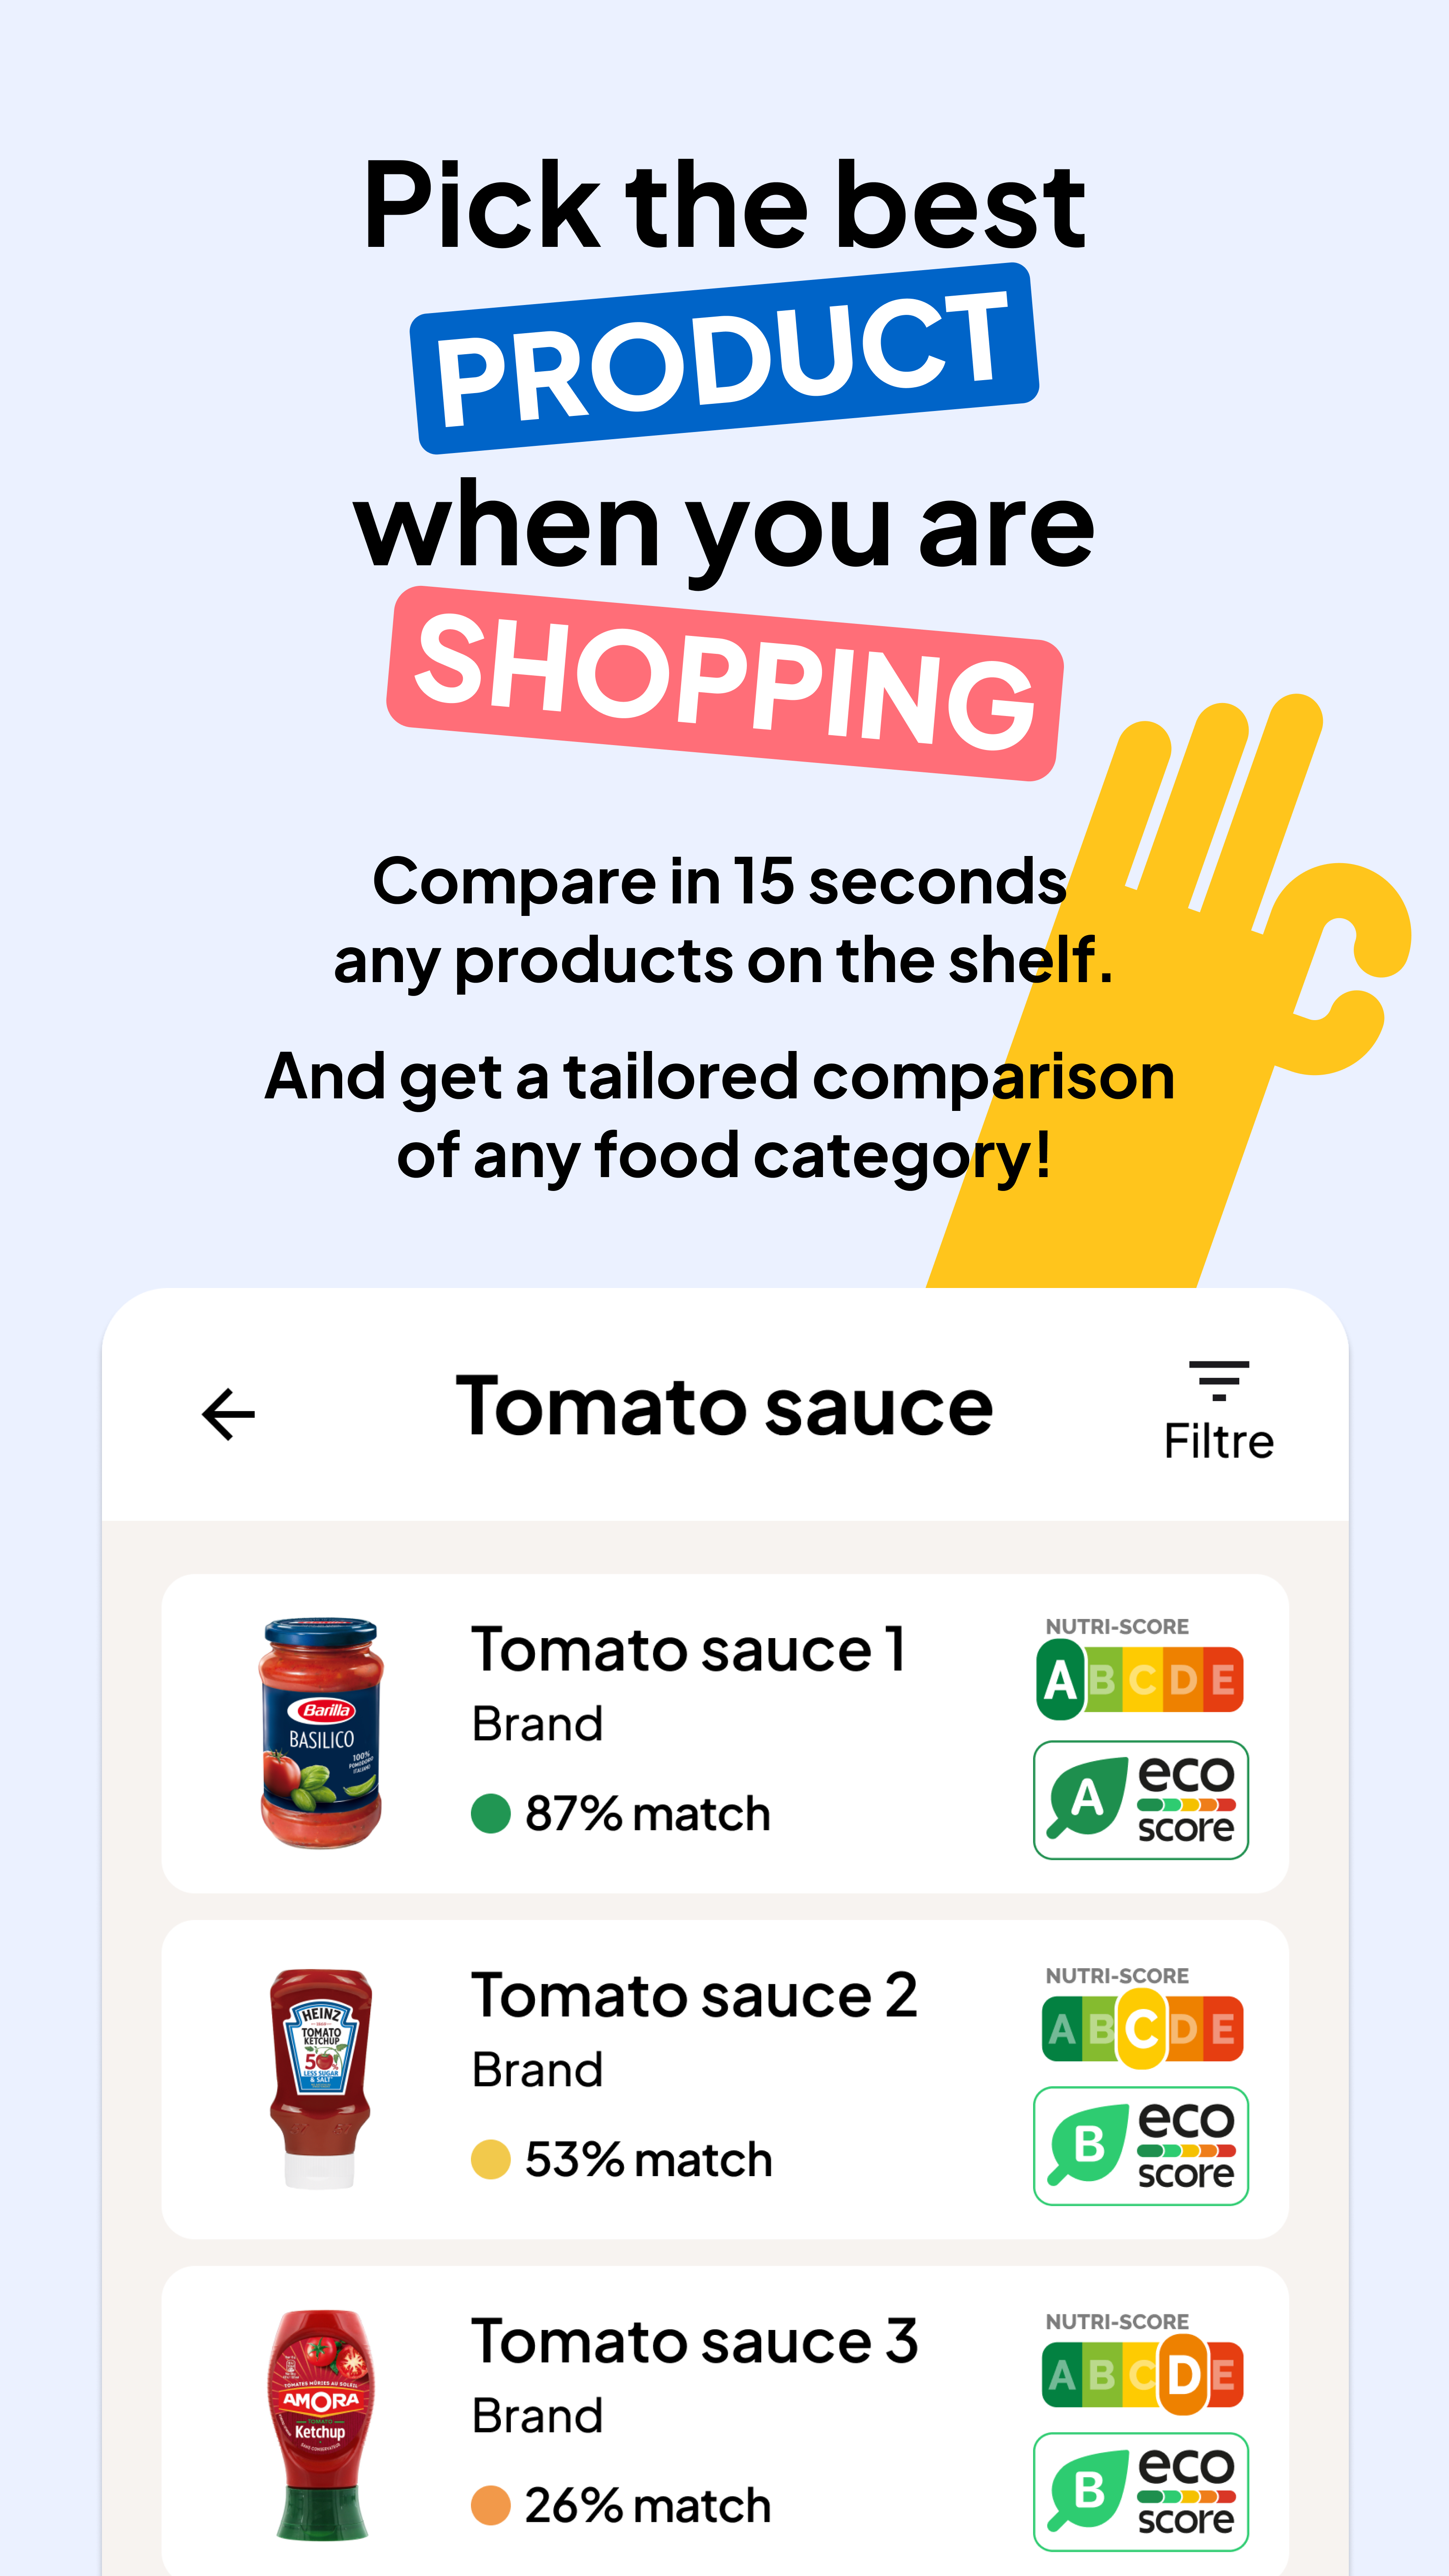 Pick the best
PRODUCT
when you are
SHOPPING
Compare in 15 seconds
any products on the shelf.
And get a tailored comparison
of any food category!
Tomato sauce
Filtre
Barilla
BASILICO
100%
POMODORO
ITALIANO
Tomato sauce 1
Brand
87% match
NUTRI-SCORE
A B C D E
A
eco
score
HEINZ
TOMATO
KETCHUP
50%
LESS SUGAR
& SALT
Tomato sauce 2
Brand
53% match
NUTRI-SCORE
A B C D E
B
eco
score
TOMATES MÛRIES AU SOLEIL
AMORA
TOMATO
Ketchup
SANS CONSERVATEUR
Tomato sauce 3
Brand
26% match
NUTRI-SCORE
A B C D E
B
eco
score